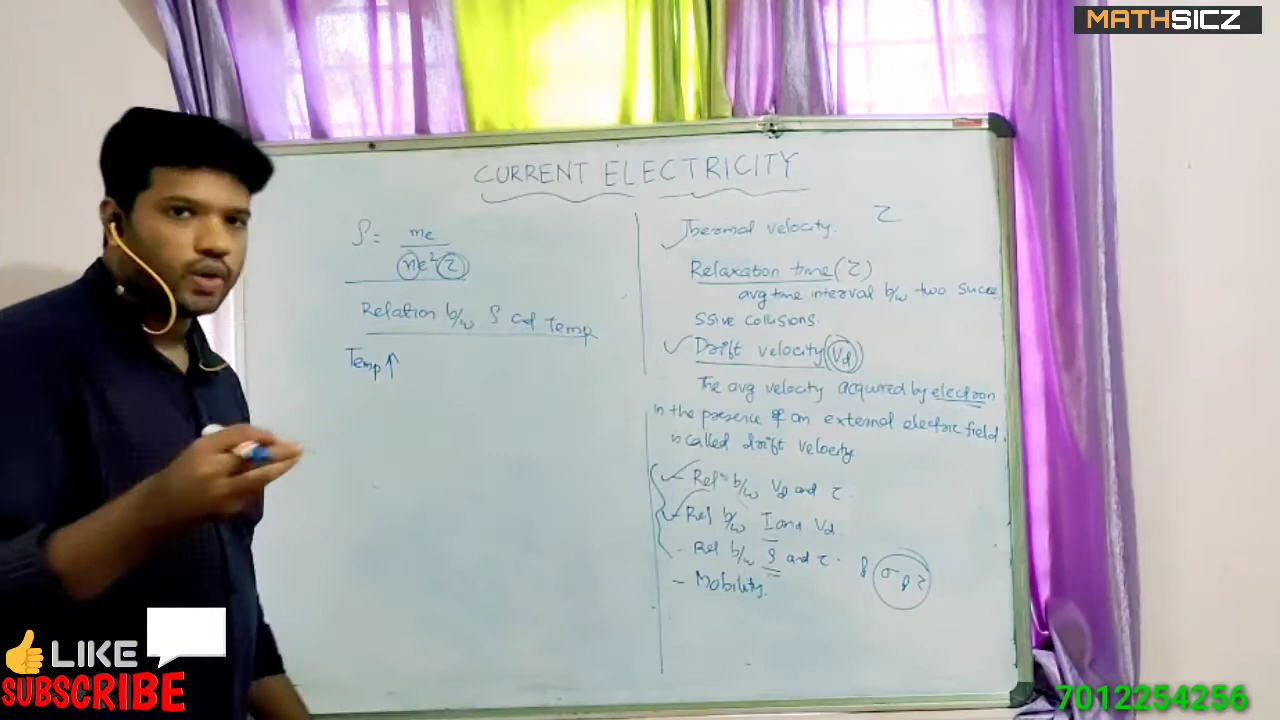 MATHSICZ
CURRENT ELECTRICITY
ρ = me
ne²τ
Relation b/w ρ and Temp
Temp ↑
Thermal velocity. τ
Relaxation time (τ)
avg time interval b/w two succe
ssive collisions.
Drift velocity (Vd)
The avg velocity acquired by electron
in the presence of an external electric field.
is called drift velocity
Reln b/w Vd and τ
Rel b/w I and Vd
- Rel b/w ρ and τ.
- Mobility.
LIKE
SUBSCRIBE
7012254256